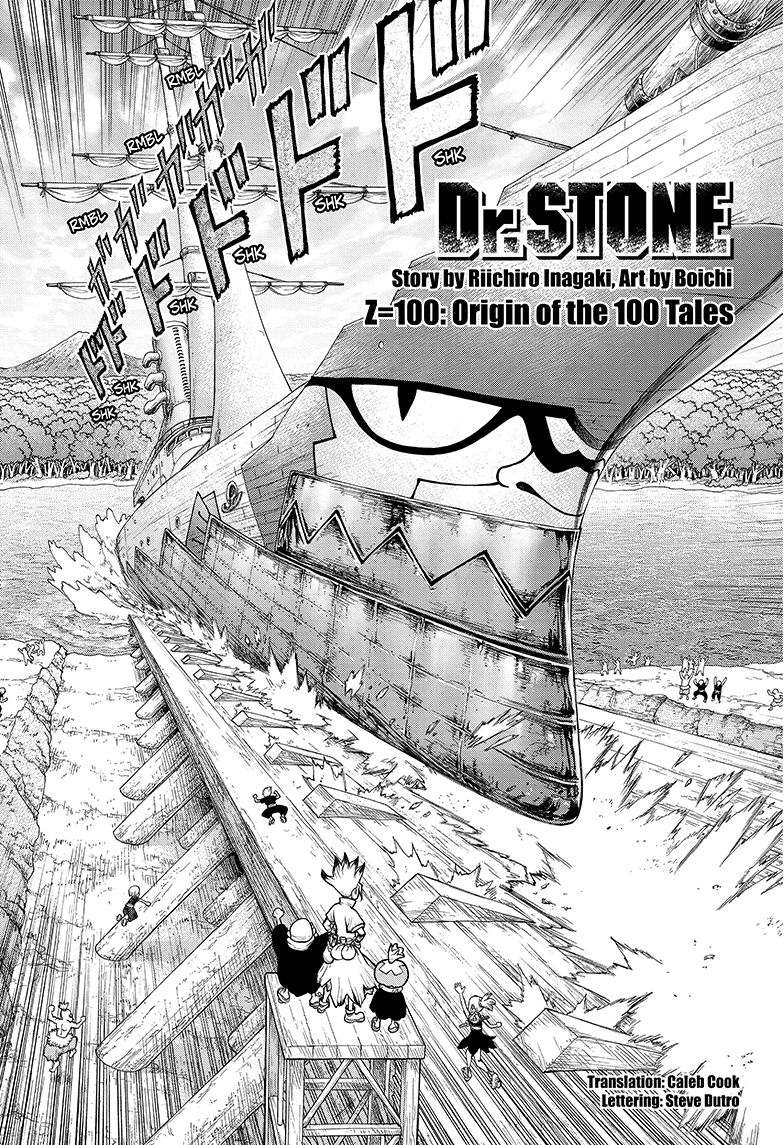 RMBL
RMBL
RMBL
ガガガガガガ
ドドドドドド
SHK
SHK
SHK
SHK
SHK
SHK
Dr.STONE
Story by Riichiro Inagaki, Art by Boichi
Z=100: Origin of the 100 Tales
Translation: Caleb Cook
Lettering: Steve Dutro